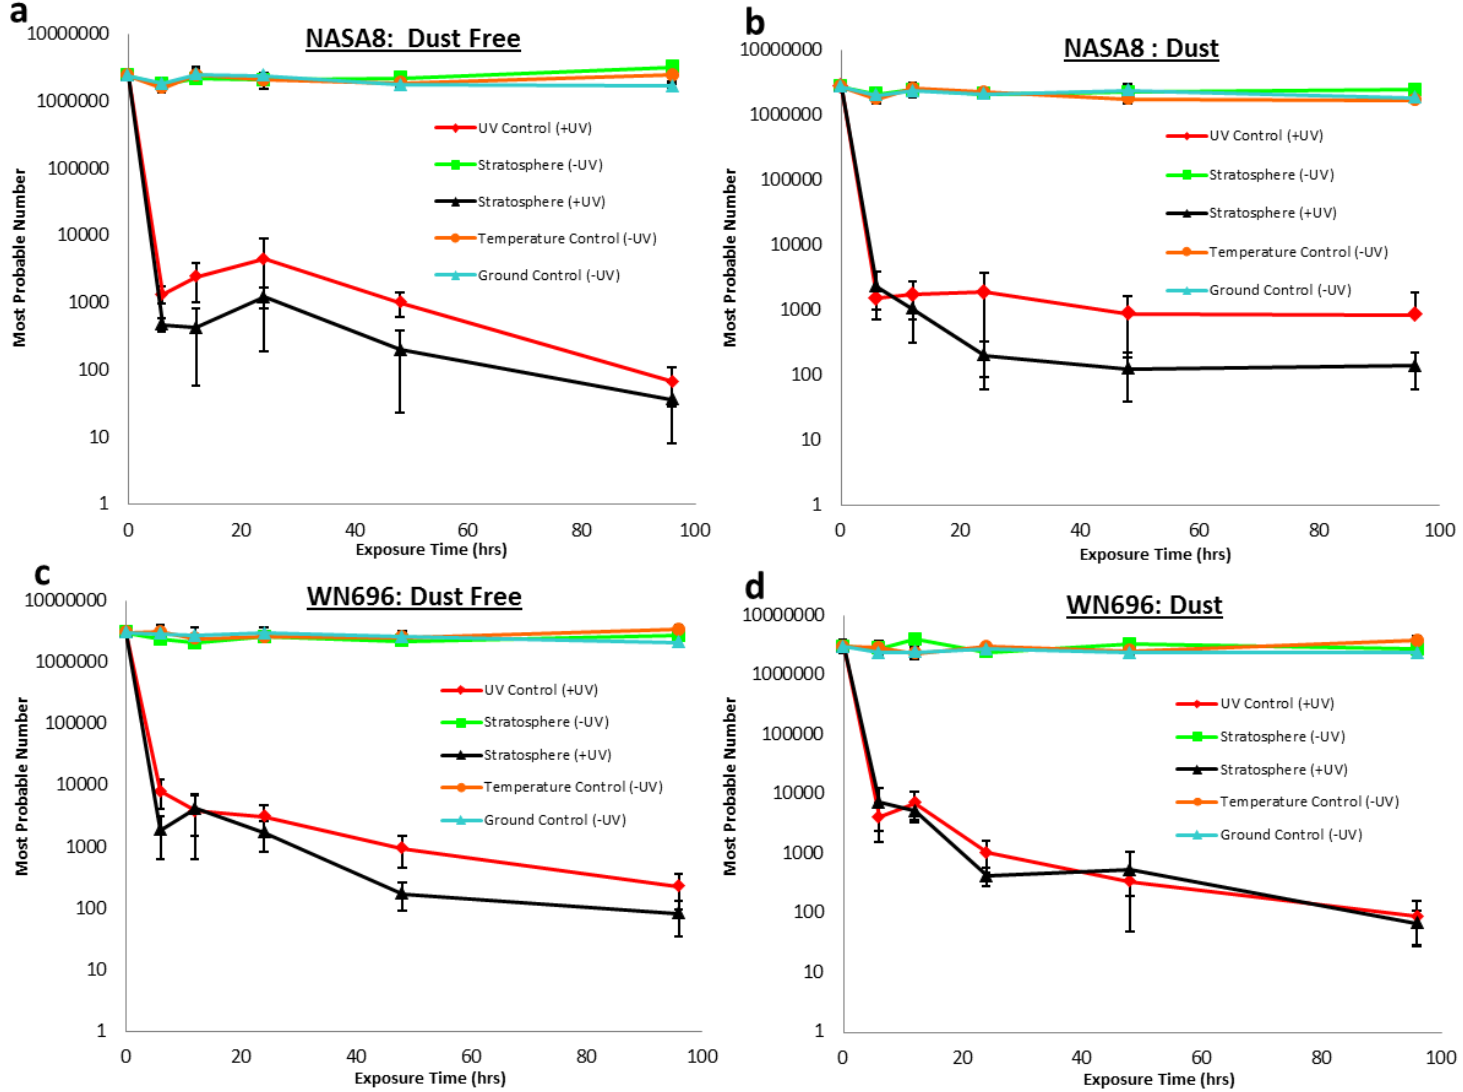 a
NASA8: Dust Free
10000000
1000000
100000
10000
1000
100
10
1
Most Probable Number
UV Control (+UV)
Stratosphere (-UV)
Stratosphere (+UV)
Temperature Control (-UV)
Ground Control (-UV)
0 20 40 60 80 100
Exposure Time (hrs)
b
NASA8 : Dust
10000000
1000000
100000
10000
1000
100
10
1
Most Probable Number
UV Control (+UV)
Stratosphere (-UV)
Stratosphere (+UV)
Temperature Control (-UV)
Ground Control (-UV)
0 20 40 60 80 100
Exposure Time (hrs)
c
WN696: Dust Free
10000000
1000000
100000
10000
1000
100
10
1
Most Probable Number
UV Control (+UV)
Stratosphere (-UV)
Stratosphere (+UV)
Temperature Control (-UV)
Ground Control (-UV)
0 20 40 60 80 100
Exposure Time (hrs)
d
WN696: Dust
10000000
1000000
100000
10000
1000
100
10
1
Most Probable Number
UV Control (+UV)
Stratosphere (-UV)
Stratosphere (+UV)
Temperature Control (-UV)
Ground Control (-UV)
0 20 40 60 80 100
Exposure Time (hrs)